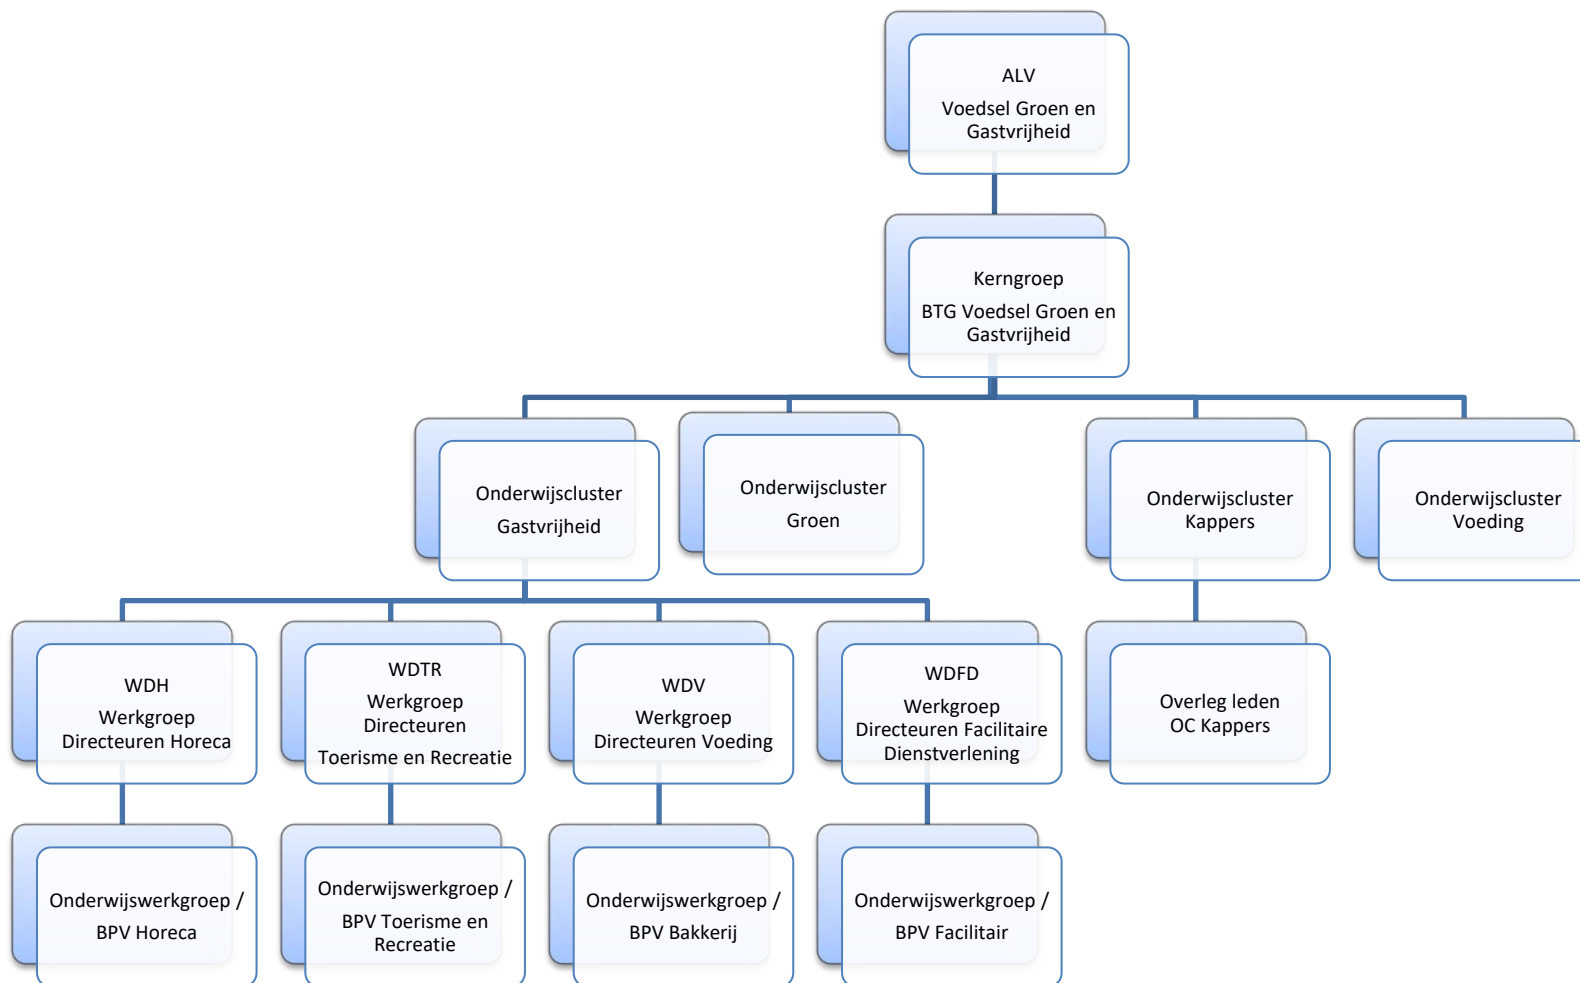 ALV
Voedsel Groen en
Gastvrijheid
Kerngroep
BTG Voedsel Groen en
Gastvrijheid
Onderwijscluster
Gastvrijheid
Onderwijscluster
Groen
Onderwijscluster
Kappers
Onderwijscluster
Voeding
WDH
Werkgroep
Directeuren Horeca
WDTR
Werkgroep
Directeuren
Toerisme en Recreatie
WDV
Werkgroep
Directeuren Voeding
WDFD
Werkgroep
Directeuren Facilitaire
Dienstverlening
Overleg leden
OC Kappers
Onderwijswerkgroep /
BPV Horeca
Onderwijswerkgroep /
BPV Toerisme en
Recreatie
Onderwijswerkgroep /
BPV Bakkerij
Onderwijswerkgroep /
BPV Facilitair